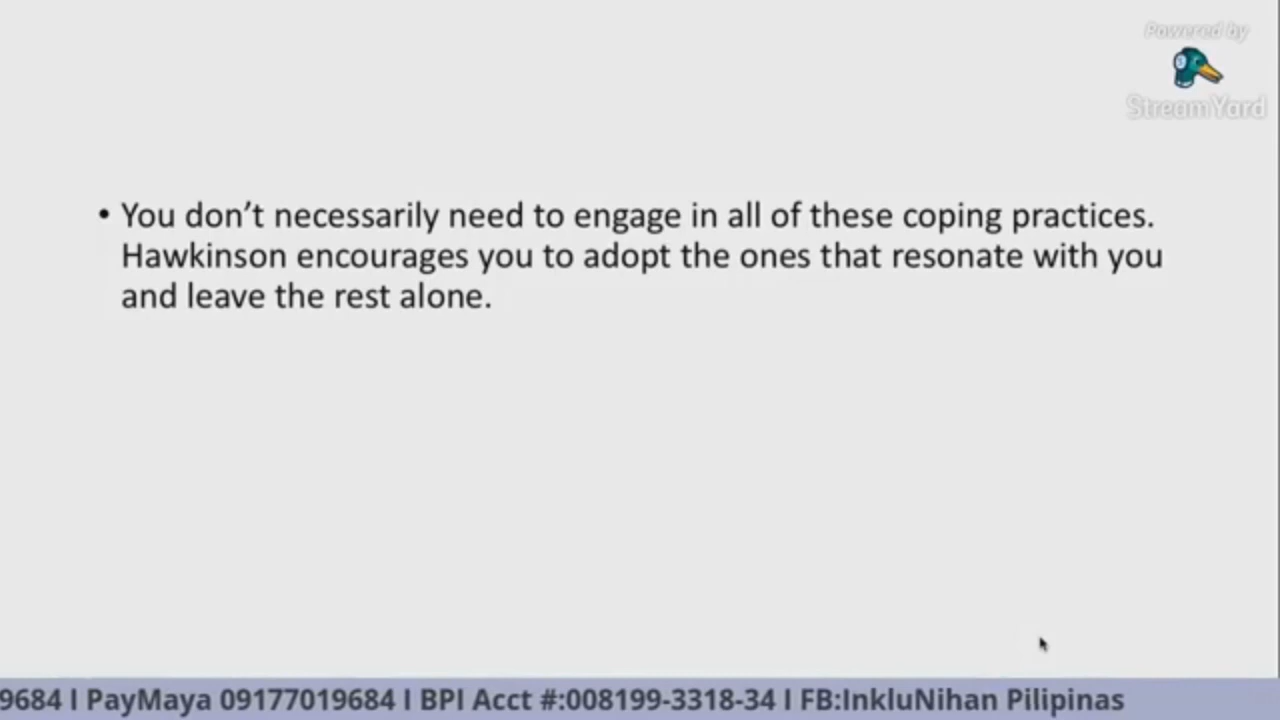 Powered by
StreamYard
• You don’t necessarily need to engage in all of these coping practices.
Hawkinson encourages you to adopt the ones that resonate with you
and leave the rest alone.
9684 I PayMaya 09177019684 I BPI Acct #:008199-3318-34 I FB:InkluNihan Pilipinas